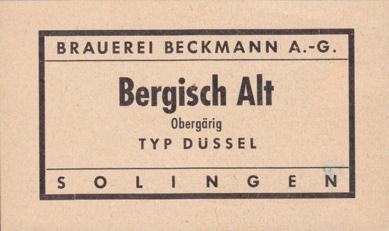 BRAUEREI BECKMANN A.-G.
Bergisch Alt
Obergärig
TYP DÜSSEL
SOLINGEN